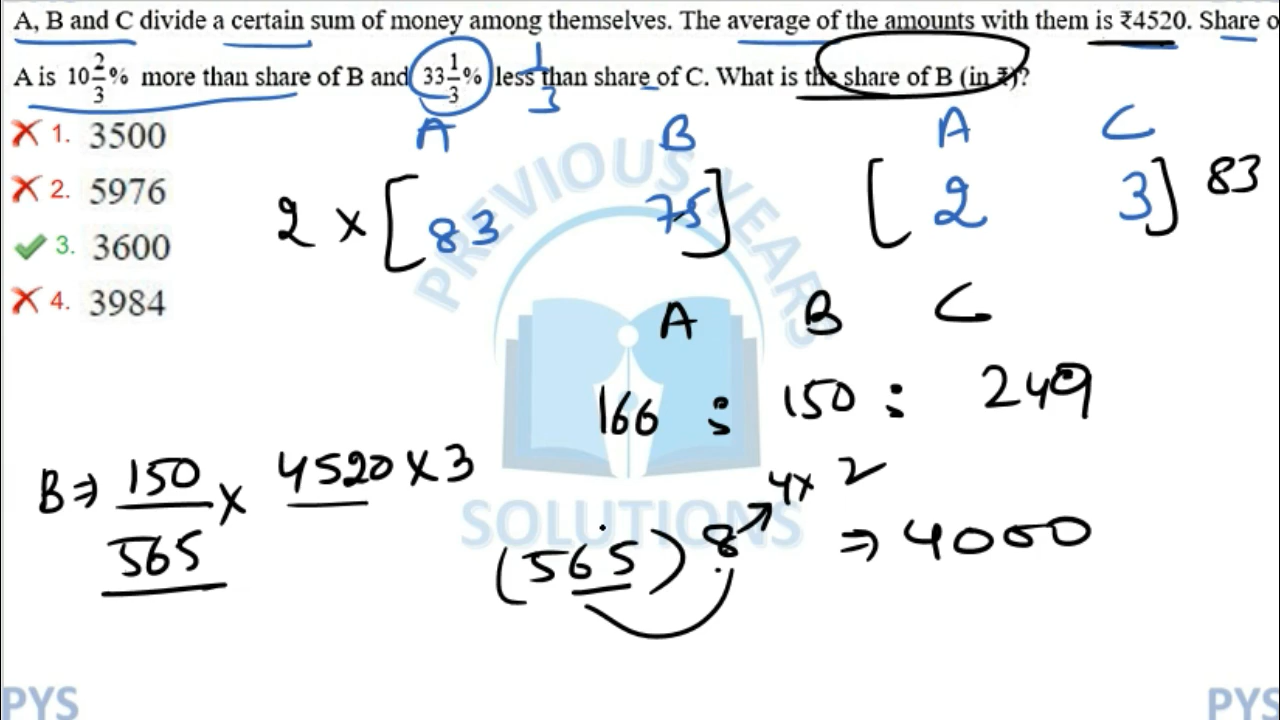 A, B and C divide a certain sum of money among themselves. The average of the amounts with them is ₹4520. Share o
A is 10 2/3 % more than share of B and 33 1/3 % less than share of C. What is the share of B (in ₹)?
1/3
1. 3500
2. 5976
3. 3600
4. 3984
A B A C
2 × [83 75] [2 3] 83
PREVIOUS YEARS
A B C
166 : 150 : 249
B ⇒ 150/565 × 4520 × 3
SOLUTIONS
(565) 8 → 4 × 2 ⇒ 4000
PYS PYS